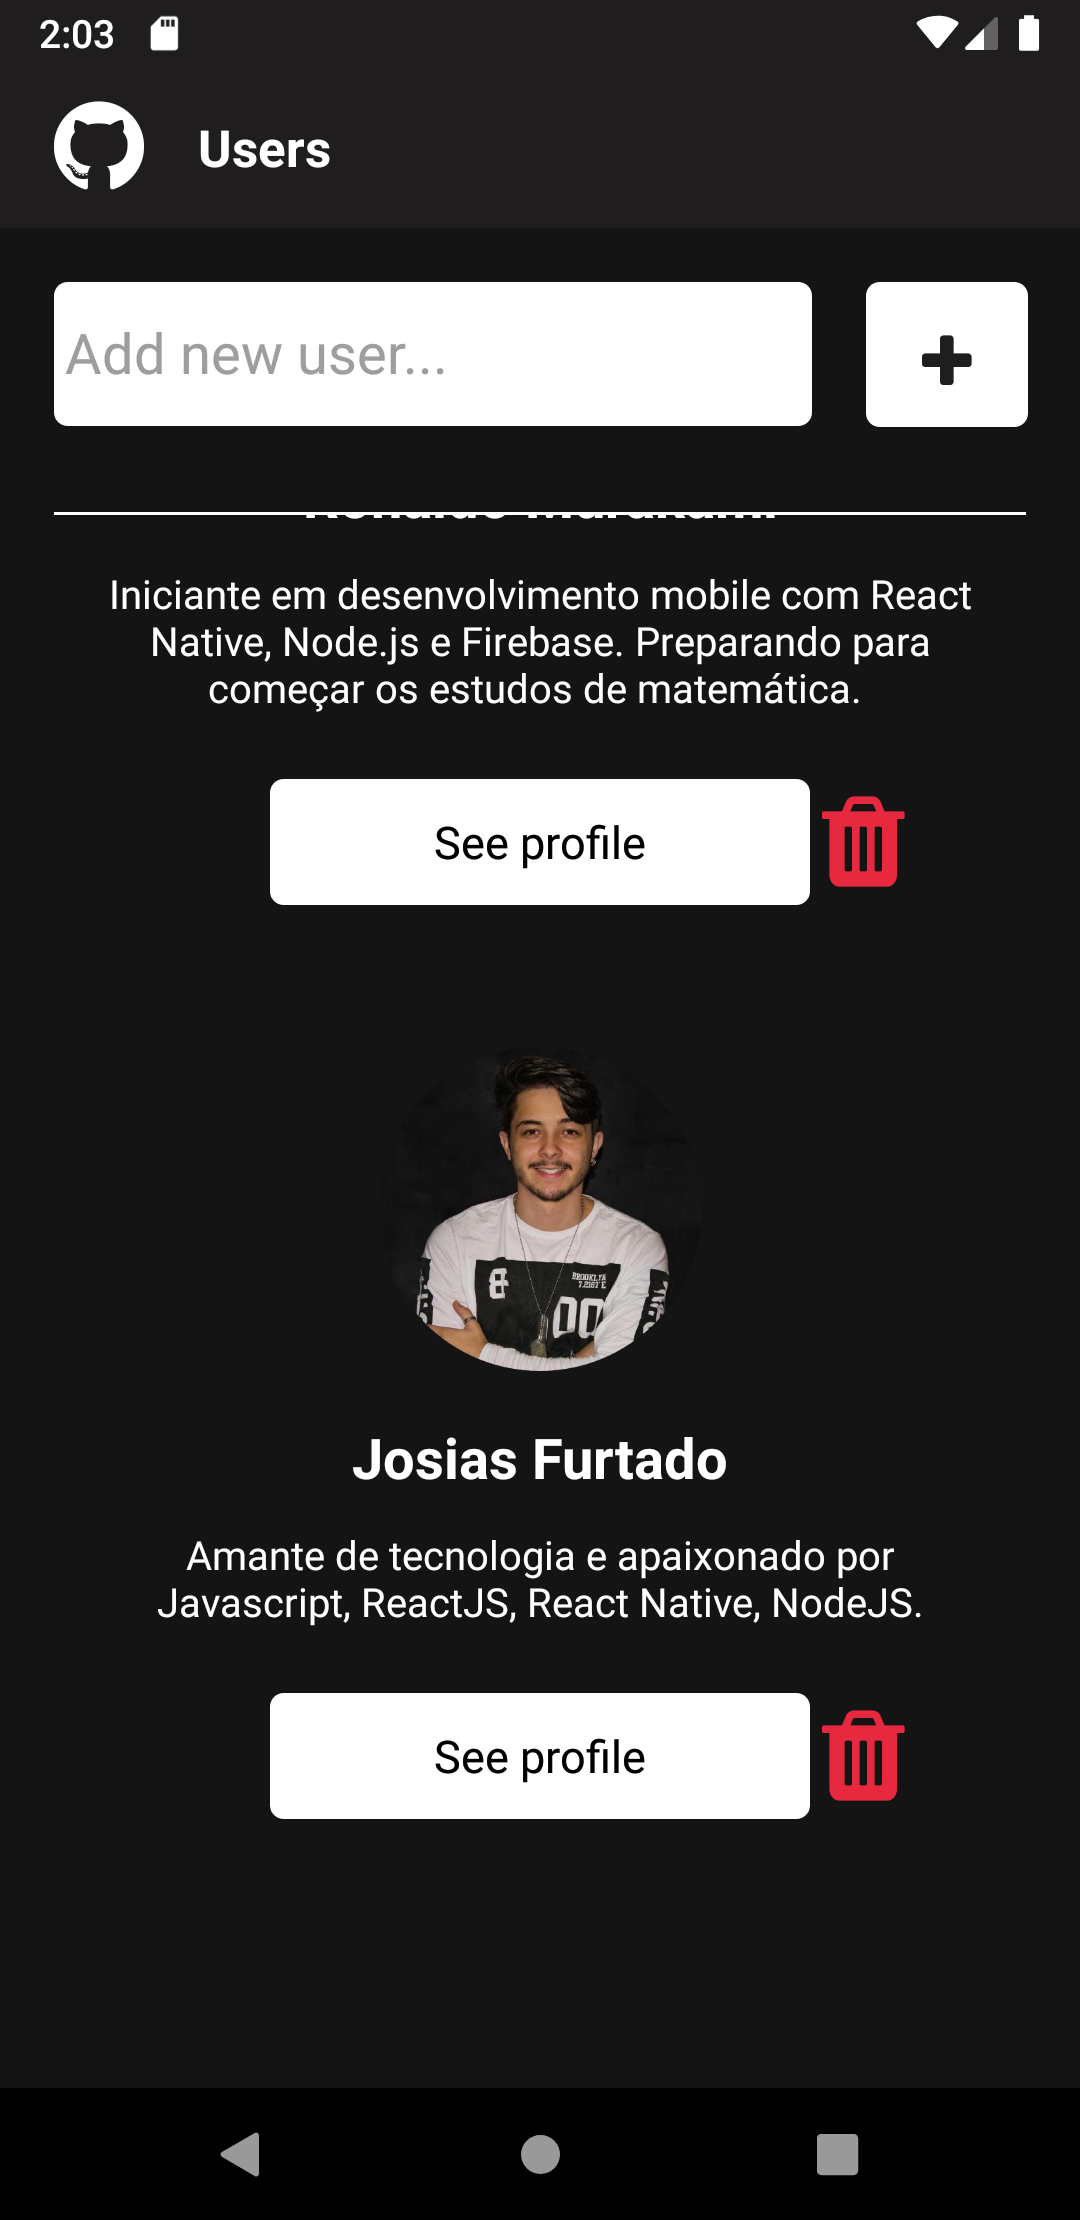 2:03
Users
Add new user...
Iniciante em desenvolvimento mobile com React
Native, Node.js e Firebase. Preparando para
começar os estudos de matemática.
See profile
B
BROOKLYN
00
Josias Furtado
Amante de tecnologia e apaixonado por
Javascript, ReactJS, React Native, NodeJS.
See profile